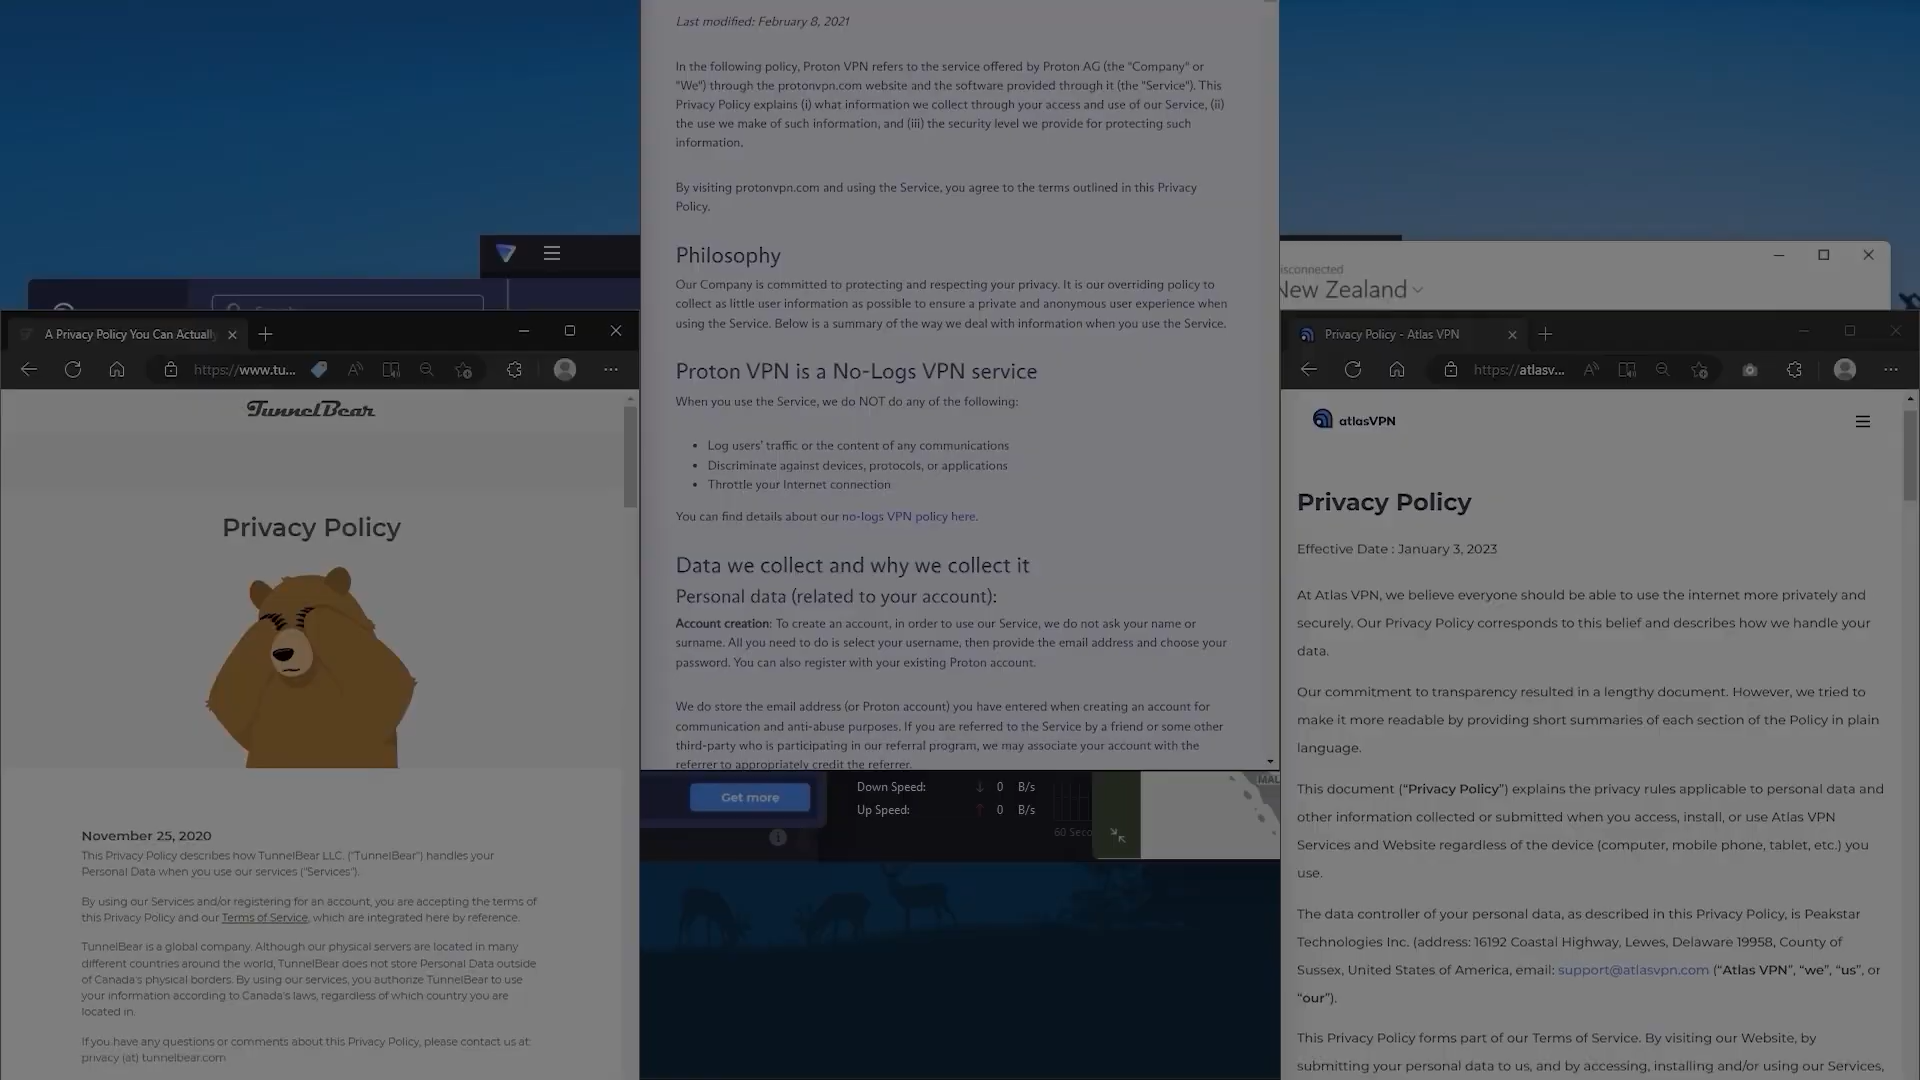 A Privacy Policy You Can Actually
https://www.tu...
TunnelBear
Privacy Policy
November 25, 2020
This Privacy Policy describes how TunnelBear LLC. ("TunnelBear") handles your
Personal Data when you use our services ("Services").
By using our Services and/or registering for an account, you are accepting the terms of
this Privacy Policy and our Terms of Service, which are integrated here by reference.
TunnelBear is a global company. Although our physical servers are located in many
different countries around the world, TunnelBear does not store Personal Data outside
of Canada's physical borders. By using our services, you authorize TunnelBear to use
your information according to Canada's laws, regardless of which country you are
located in.
If you have any questions or comments about this Privacy Policy, please contact us at:
privacy (at) tunnelbear.com
Last modified: February 8, 2021
In the following policy, Proton VPN refers to the service offered by Proton AG (the "Company" or
"We") through the protonvpn.com website and the software provided through it (the "Service"). This
Privacy Policy explains (i) what information we collect through your access and use of our Service, (ii)
the use we make of such information, and (iii) the security level we provide for protecting such
information.
By visiting protonvpn.com and using the Service, you agree to the terms outlined in this Privacy
Policy.
Philosophy
Our Company is committed to protecting and respecting your privacy. It is our overriding policy to
collect as little user information as possible to ensure a private and anonymous user experience when
using the Service. Below is a summary of the way we deal with information when you use the Service.
Proton VPN is a No-Logs VPN service
When you use the Service, we do NOT do any of the following:
• Log users' traffic or the content of any communications
• Discriminate against devices, protocols, or applications
• Throttle your Internet connection
You can find details about our no-logs VPN policy here.
Data we collect and why we collect it
Personal data (related to your account):
Account creation: To create an account, in order to use our Service, we do not ask your name or
surname. All you need to do is select your username, then provide the email address and choose your
password. You can also register with your existing Proton account.
We do store the email address (or Proton account) you have entered when creating an account for
communication and anti-abuse purposes. If you are referred to the Service by a friend or some other
third-party who is participating in our referral program, we may associate your account with the
referrer to appropriately credit the referrer.
Get more
Down Speed: ↓ 0 B/s
Up Speed: ↑ 0 B/s
60 Seco
MAL
isconnected
New Zealand
Privacy Policy - Atlas VPN
https://atlasv...
atlasVPN
Privacy Policy
Effective Date : January 3, 2023
At Atlas VPN, we believe everyone should be able to use the internet more privately and
securely. Our Privacy Policy corresponds to this belief and describes how we handle your
data.
Our commitment to transparency resulted in a lengthy document. However, we tried to
make it more readable by providing short summaries of each section of the Policy in plain
language.
This document ("Privacy Policy") explains the privacy rules applicable to personal data and
other information collected or submitted when you access, install, or use Atlas VPN
Services and Website regardless of the device (computer, mobile phone, tablet, etc.) you
use.
The data controller of your personal data, as described in this Privacy Policy, is Peakstar
Technologies Inc. (address: 16192 Coastal Highway, Lewes, Delaware 19958, County of
Sussex, United States of America, email: support@atlasvpn.com ("Atlas VPN", "we", "us", or
"our").
This Privacy Policy forms part of our Terms of Service. By visiting our Website, by
submitting your personal data to us, and by accessing, installing and/or using our Services,